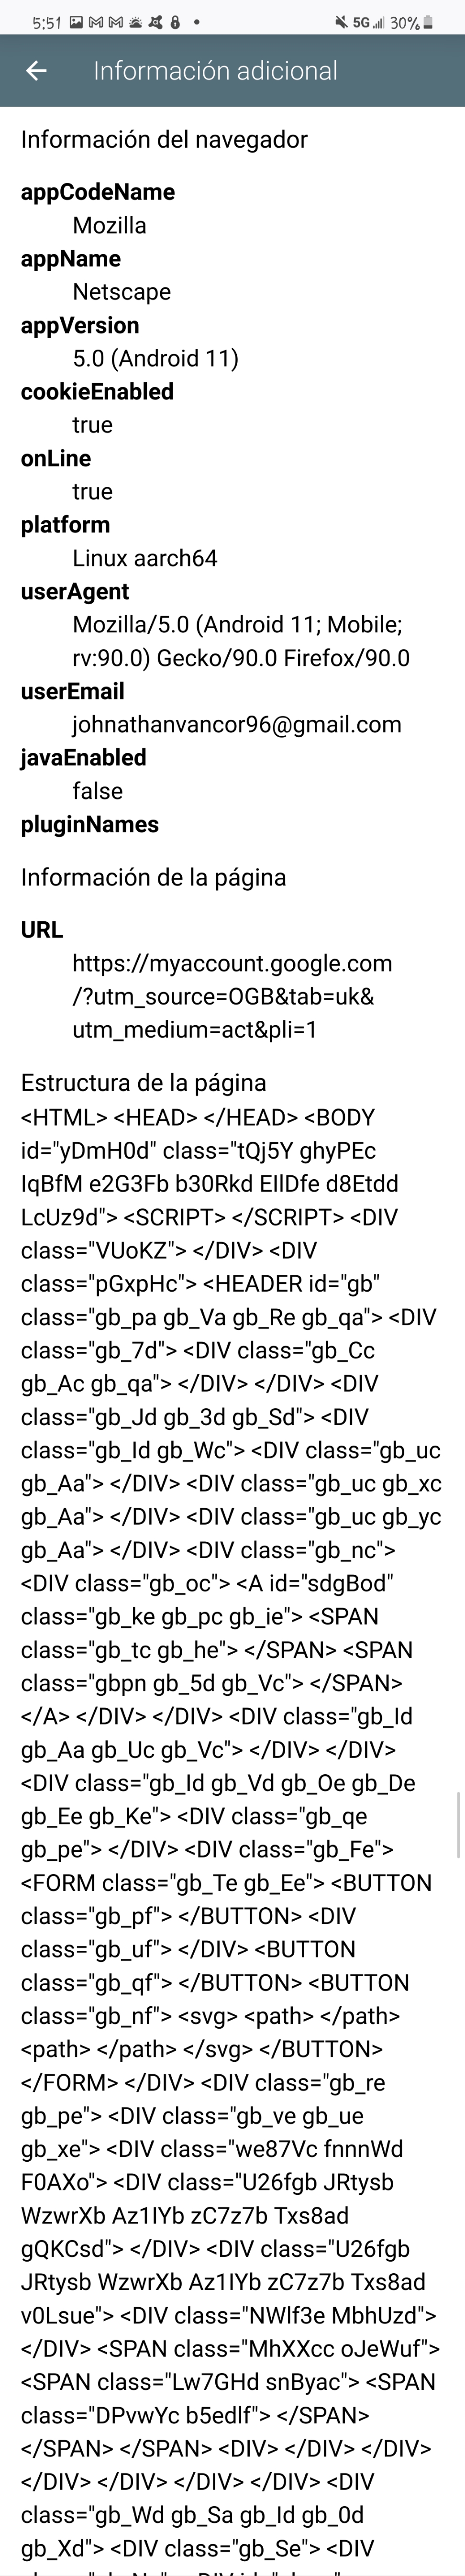 5:51 5G 30%
Información adicional
Información del navegador
appCodeName
Mozilla
appName
Netscape
appVersion
5.0 (Android 11)
cookieEnabled
true
onLine
true
platform
Linux aarch64
userAgent
Mozilla/5.0 (Android 11; Mobile;
rv:90.0) Gecko/90.0 Firefox/90.0
userEmail
johnathanvancor96@gmail.com
javaEnabled
false
pluginNames
Información de la página
URL
https://myaccount.google.com
/?utm_source=OGB&tab=uk&
utm_medium=act&pli=1
Estructura de la página
<HTML> <HEAD> </HEAD> <BODY
id="yDmH0d" class="tQj5Y ghyPEc
IqBfM e2G3Fb b30Rkd EIlDfe d8Etdd
LcUz9d"> <SCRIPT> </SCRIPT> <DIV
class="VUoKZ"> </DIV> <DIV
class="pGxpHc"> <HEADER id="gb"
class="gb_pa gb_Va gb_Re gb_qa"> <DIV
class="gb_7d"> <DIV class="gb_Cc
gb_Ac gb_qa"> </DIV> </DIV> <DIV
class="gb_Jd gb_3d gb_Sd"> <DIV
class="gb_Id gb_Wc"> <DIV class="gb_uc
gb_Aa"> </DIV> <DIV class="gb_uc gb_xc
gb_Aa"> </DIV> <DIV class="gb_uc gb_yc
gb_Aa"> </DIV> <DIV class="gb_nc">
<DIV class="gb_oc"> <A id="sdgBod"
class="gb_ke gb_pc gb_ie"> <SPAN
class="gb_tc gb_he"> </SPAN> <SPAN
class="gbpn gb_5d gb_Vc"> </SPAN>
</A> </DIV> </DIV> <DIV class="gb_Id
gb_Aa gb_Uc gb_Vc"> </DIV> </DIV>
<DIV class="gb_Id gb_Vd gb_Oe gb_De
gb_Ee gb_Ke"> <DIV class="gb_qe
gb_pe"> </DIV> <DIV class="gb_Fe">
<FORM class="gb_Te gb_Ee"> <BUTTON
class="gb_pf"> </BUTTON> <DIV
class="gb_uf"> </DIV> <BUTTON
class="gb_qf"> </BUTTON> <BUTTON
class="gb_nf"> <svg> <path> </path>
<path> </path> </svg> </BUTTON>
</FORM> </DIV> <DIV class="gb_re
gb_pe"> <DIV class="gb_ve gb_ue
gb_xe"> <DIV class="we87Vc fnnnWd
F0AXo"> <DIV class="U26fgb JRtysb
WzwrXb Az1IYb zC7z7b Txs8ad
gQKCsd"> </DIV> <DIV class="U26fgb
JRtysb WzwrXb Az1IYb zC7z7b Txs8ad
v0Lsue"> <DIV class="NWlf3e MbhUzd">
</DIV> <SPAN class="MhXXcc oJeWuf">
<SPAN class="Lw7GHd snByac"> <SPAN
class="DPvwYc b5edlf"> </SPAN>
</SPAN> </SPAN> <DIV> </DIV> </DIV>
</DIV> </DIV> </DIV> </DIV> <DIV
class="gb_Wd gb_Sa gb_Id gb_0d
gb_Xd"> <DIV class="gb_Se"> <DIV